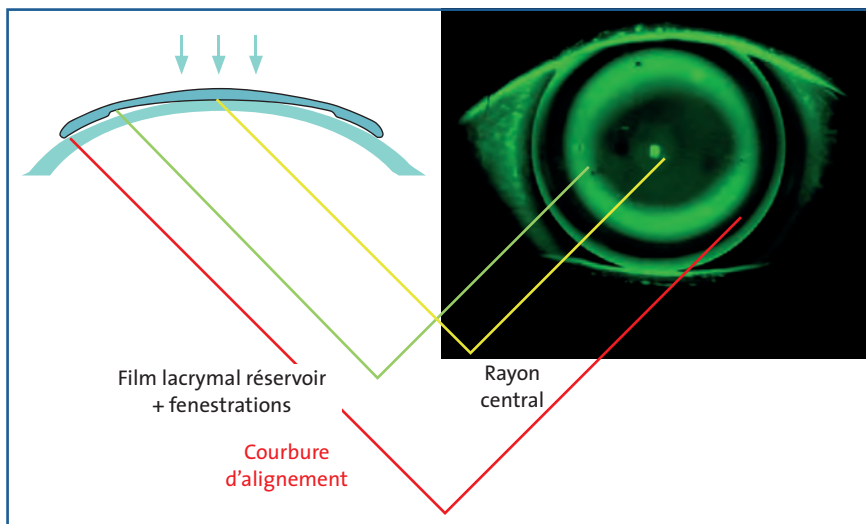 Film lacrymal réservoir
+ fenestrations
Rayon
central
Courbure
d’alignement